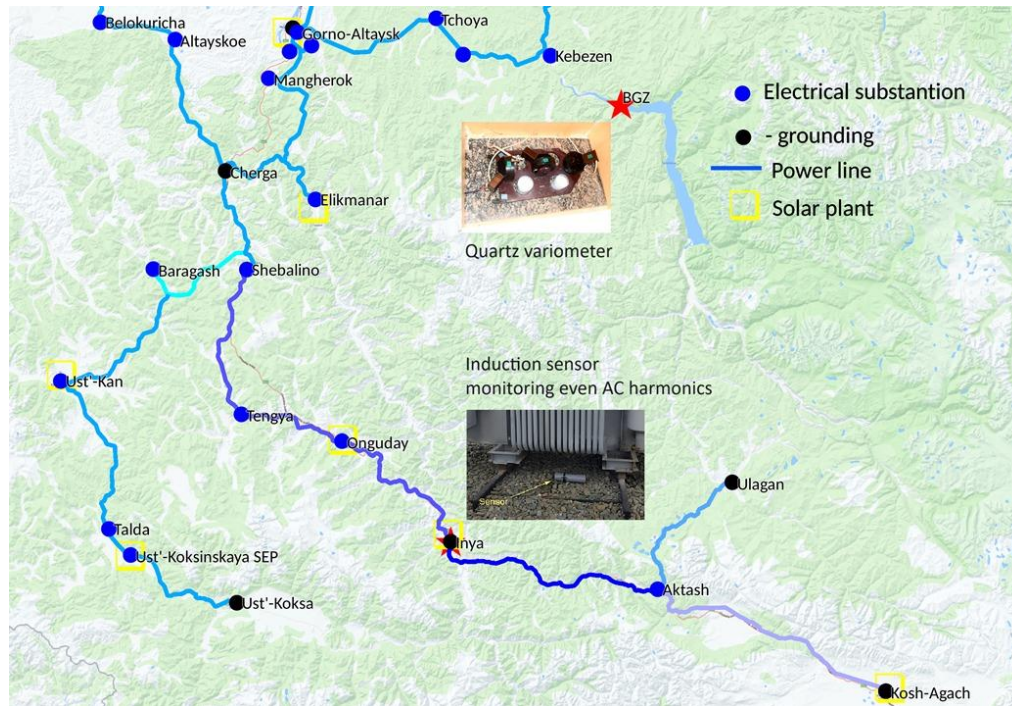 Belokuricha
Altayskoe
Gorno-Altaysk
Tchoya
Kebezen
Mangherok
BGZ
Electrical substantion
- grounding
Power line
Solar plant
Cherga
Elikmanar
Quartz variometer
Baragash
Shebalino
Induction sensor
monitoring even AC harmonics
Ust'-Kan
Tengya
Onguday
Sensor
Ulagan
Talda
Inya
Ust'-Koksinskaya SEP
Aktash
Ust'-Koksa
Kosh-Agach